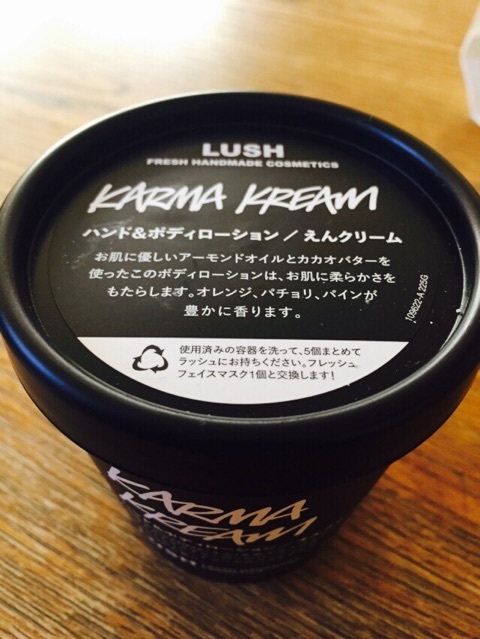 LUSH
FRESH HANDMADE COSMETICS
KARMA KREAM
ハンド&ボディローション / えんクリーム
お肌に優しいアーモンドオイルとカカオバターを
使ったこのボディローションは、お肌に柔らかさを
もたらします。オレンジ、パチョリ、パインが
豊かに香ります。
109622-A 225G
使用済みの容器を洗って、5個まとめて
ラッシュにお持ちください。フレッシュ
フェイスマスク1個と交換します!
KARMA
KREAM